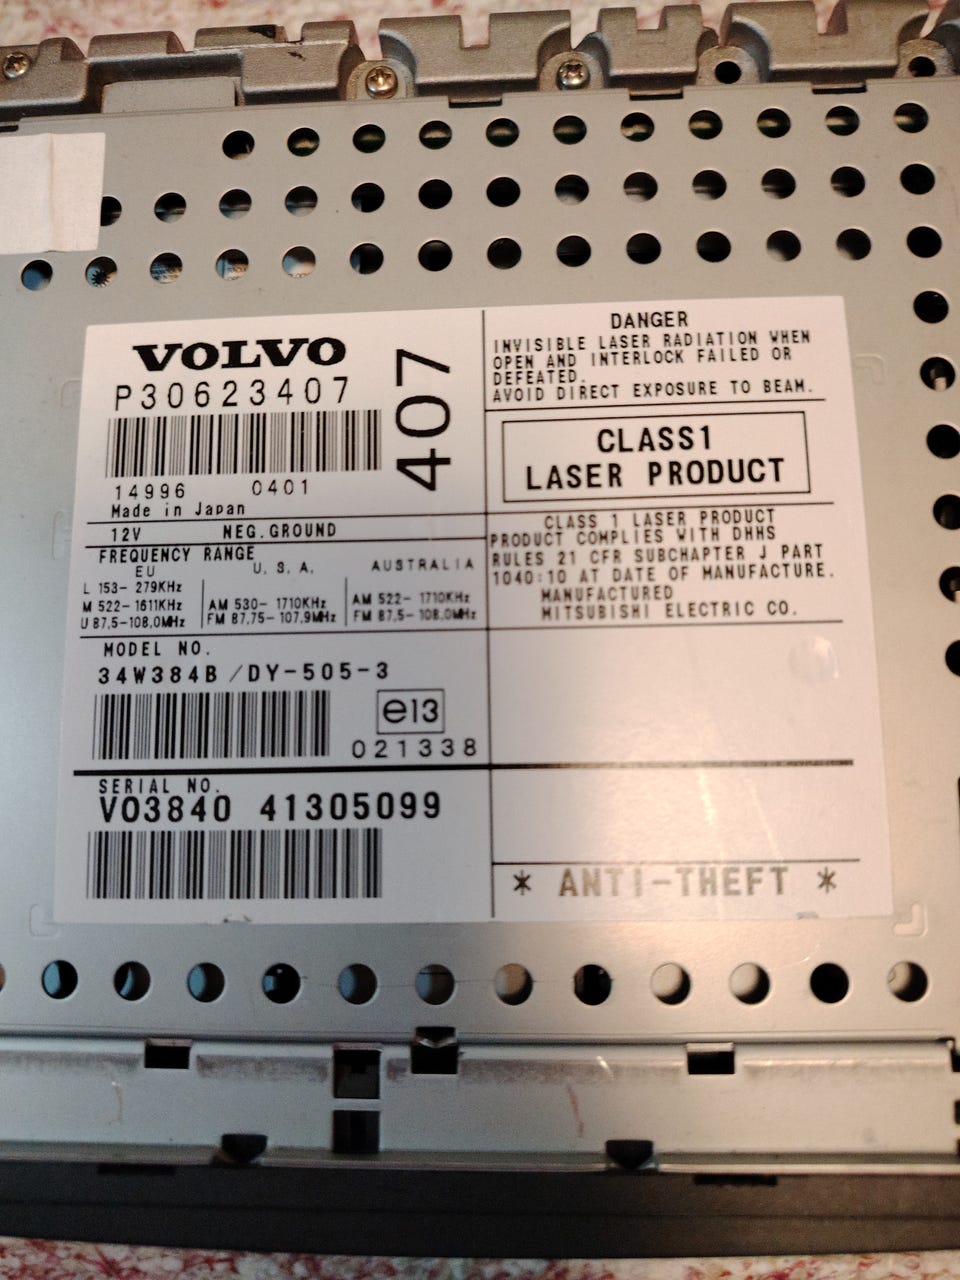 VOLVO
P30623407
407
14996 0401
Made in Japan
12V NEG.GROUND
FREQUENCY RANGE
EU U.S.A. AUSTRALIA
L 153- 279KHz
M 522-1611KHz AM 530- 1710KHz AM 522- 1710KHz
U 87,5-108,0MHz FM 87,75- 107,9MHz FM 87,5- 108,0MHz
MODEL NO.
34W384B /DY-505-3
e13
021338
SERIAL NO.
V03840 41305099
DANGER
INVISIBLE LASER RADIATION WHEN
OPEN AND INTERLOCK FAILED OR
DEFEATED.
AVOID DIRECT EXPOSURE TO BEAM.
CLASS1
LASER PRODUCT
CLASS 1 LASER PRODUCT
PRODUCT COMPLIES WITH DHHS
RULES 21 CFR SUBCHAPTER J PART
1040:10 AT DATE OF MANUFACTURE.
MANUFACTURED
MITSUBISHI ELECTRIC CO.
* ANTI-THEFT *